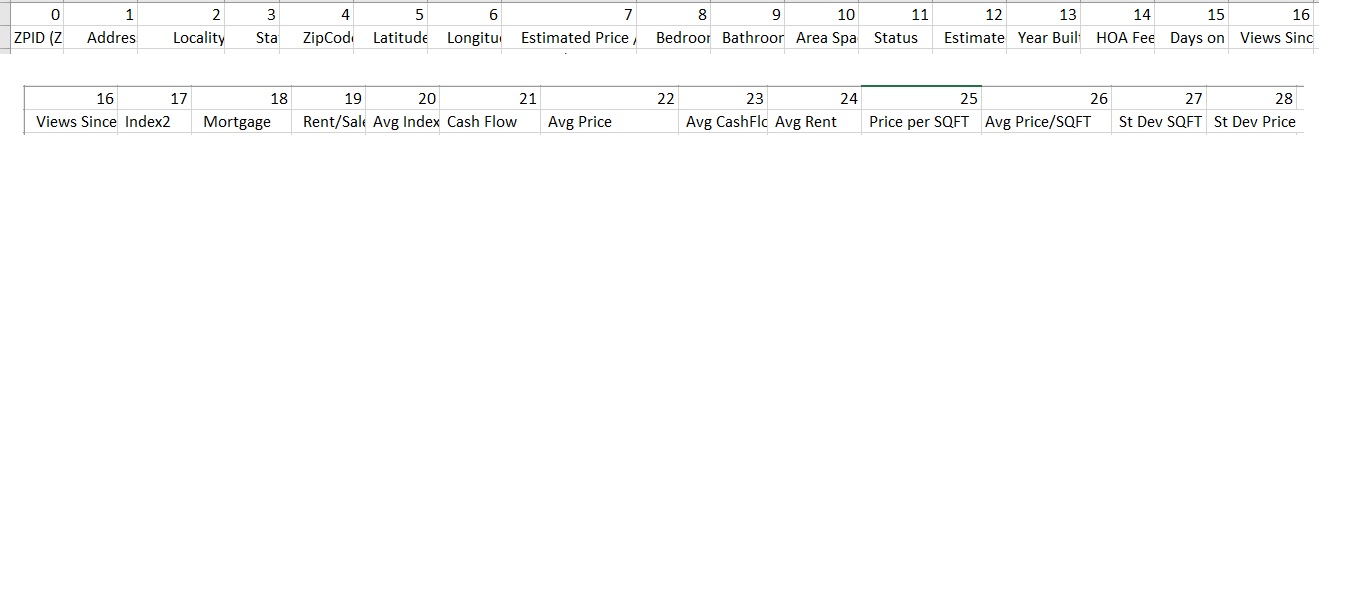 0 1 2 3 4 5 6 7 8 9 10 11 12 13 14 15 16
ZPID (Z Addres Locality Sta ZipCod Latitude Longitu Estimated Price / Bedroor Bathroor Area Spa Status Estimate Year Buil HOA Fee Days on Views Sinc
16 17 18 19 20 21 22 23 24 25 26 27 28
Views Since Index2 Mortgage Rent/Sale Avg Index Cash Flow Avg Price Avg CashFlo Avg Rent Price per SQFT Avg Price/SQFT St Dev SQFT St Dev Price